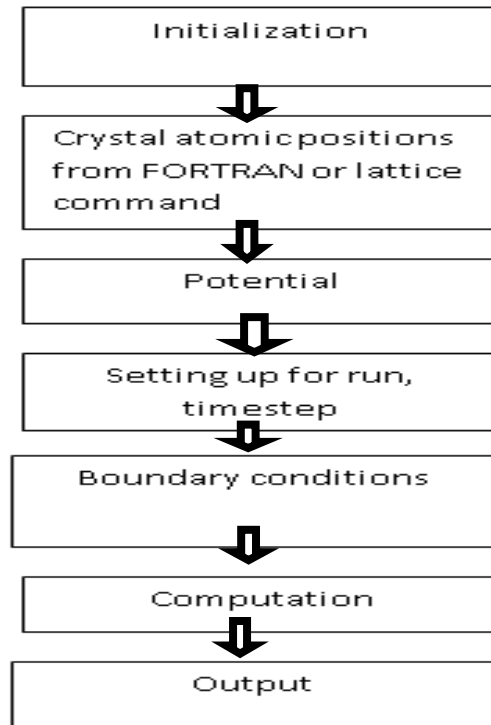 Initialization
Crystal atomic positions
from FORTRAN or lattice
command
Potential
Setting up for run,
timestep
Boundary conditions
Computation
Output